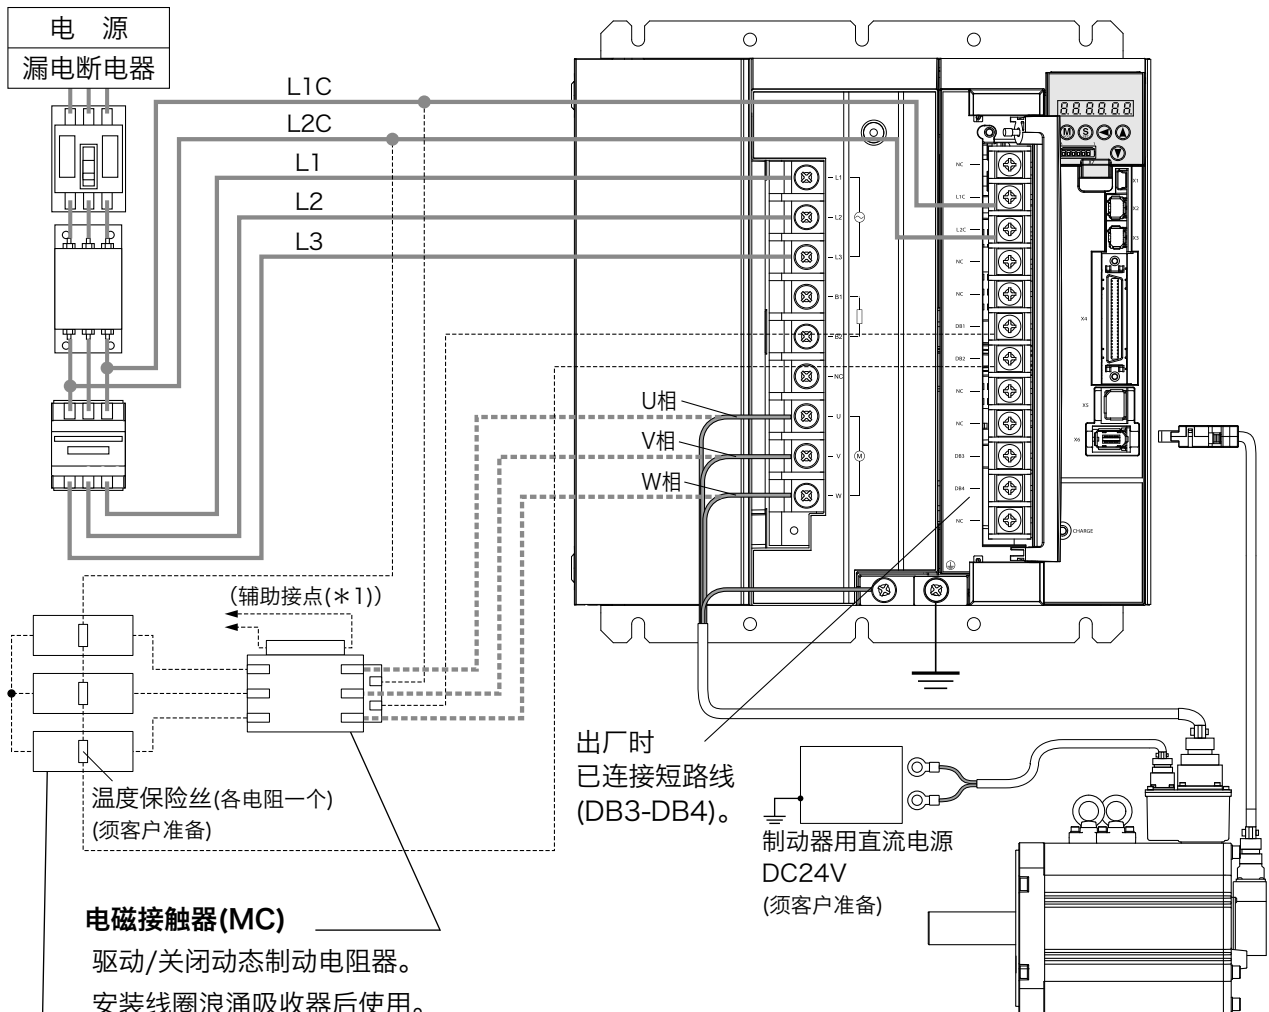 电 源
漏电断电器
L1C
L2C
L1
L2
L3
L1
L2
L3
B1
B2
NC
U
V
W
M
U相
V相
W相
NC
L1C
L2C
NC
NC
DB1
DB2
NC
NC
DB3
DB4
NC
888888
M S
X1
X2
X3
X4
X5
X6
CHARGE
(辅助接点(*1))
温度保险丝(各电阻一个)
(须客户准备)
出厂时
已连接短路线
(DB3-DB4)。
制动器用直流电源
DC24V
(须客户准备)
电磁接触器(MC)
驱动/关闭动态制动电阻器。
安装线圈浪涌吸收器后使用。